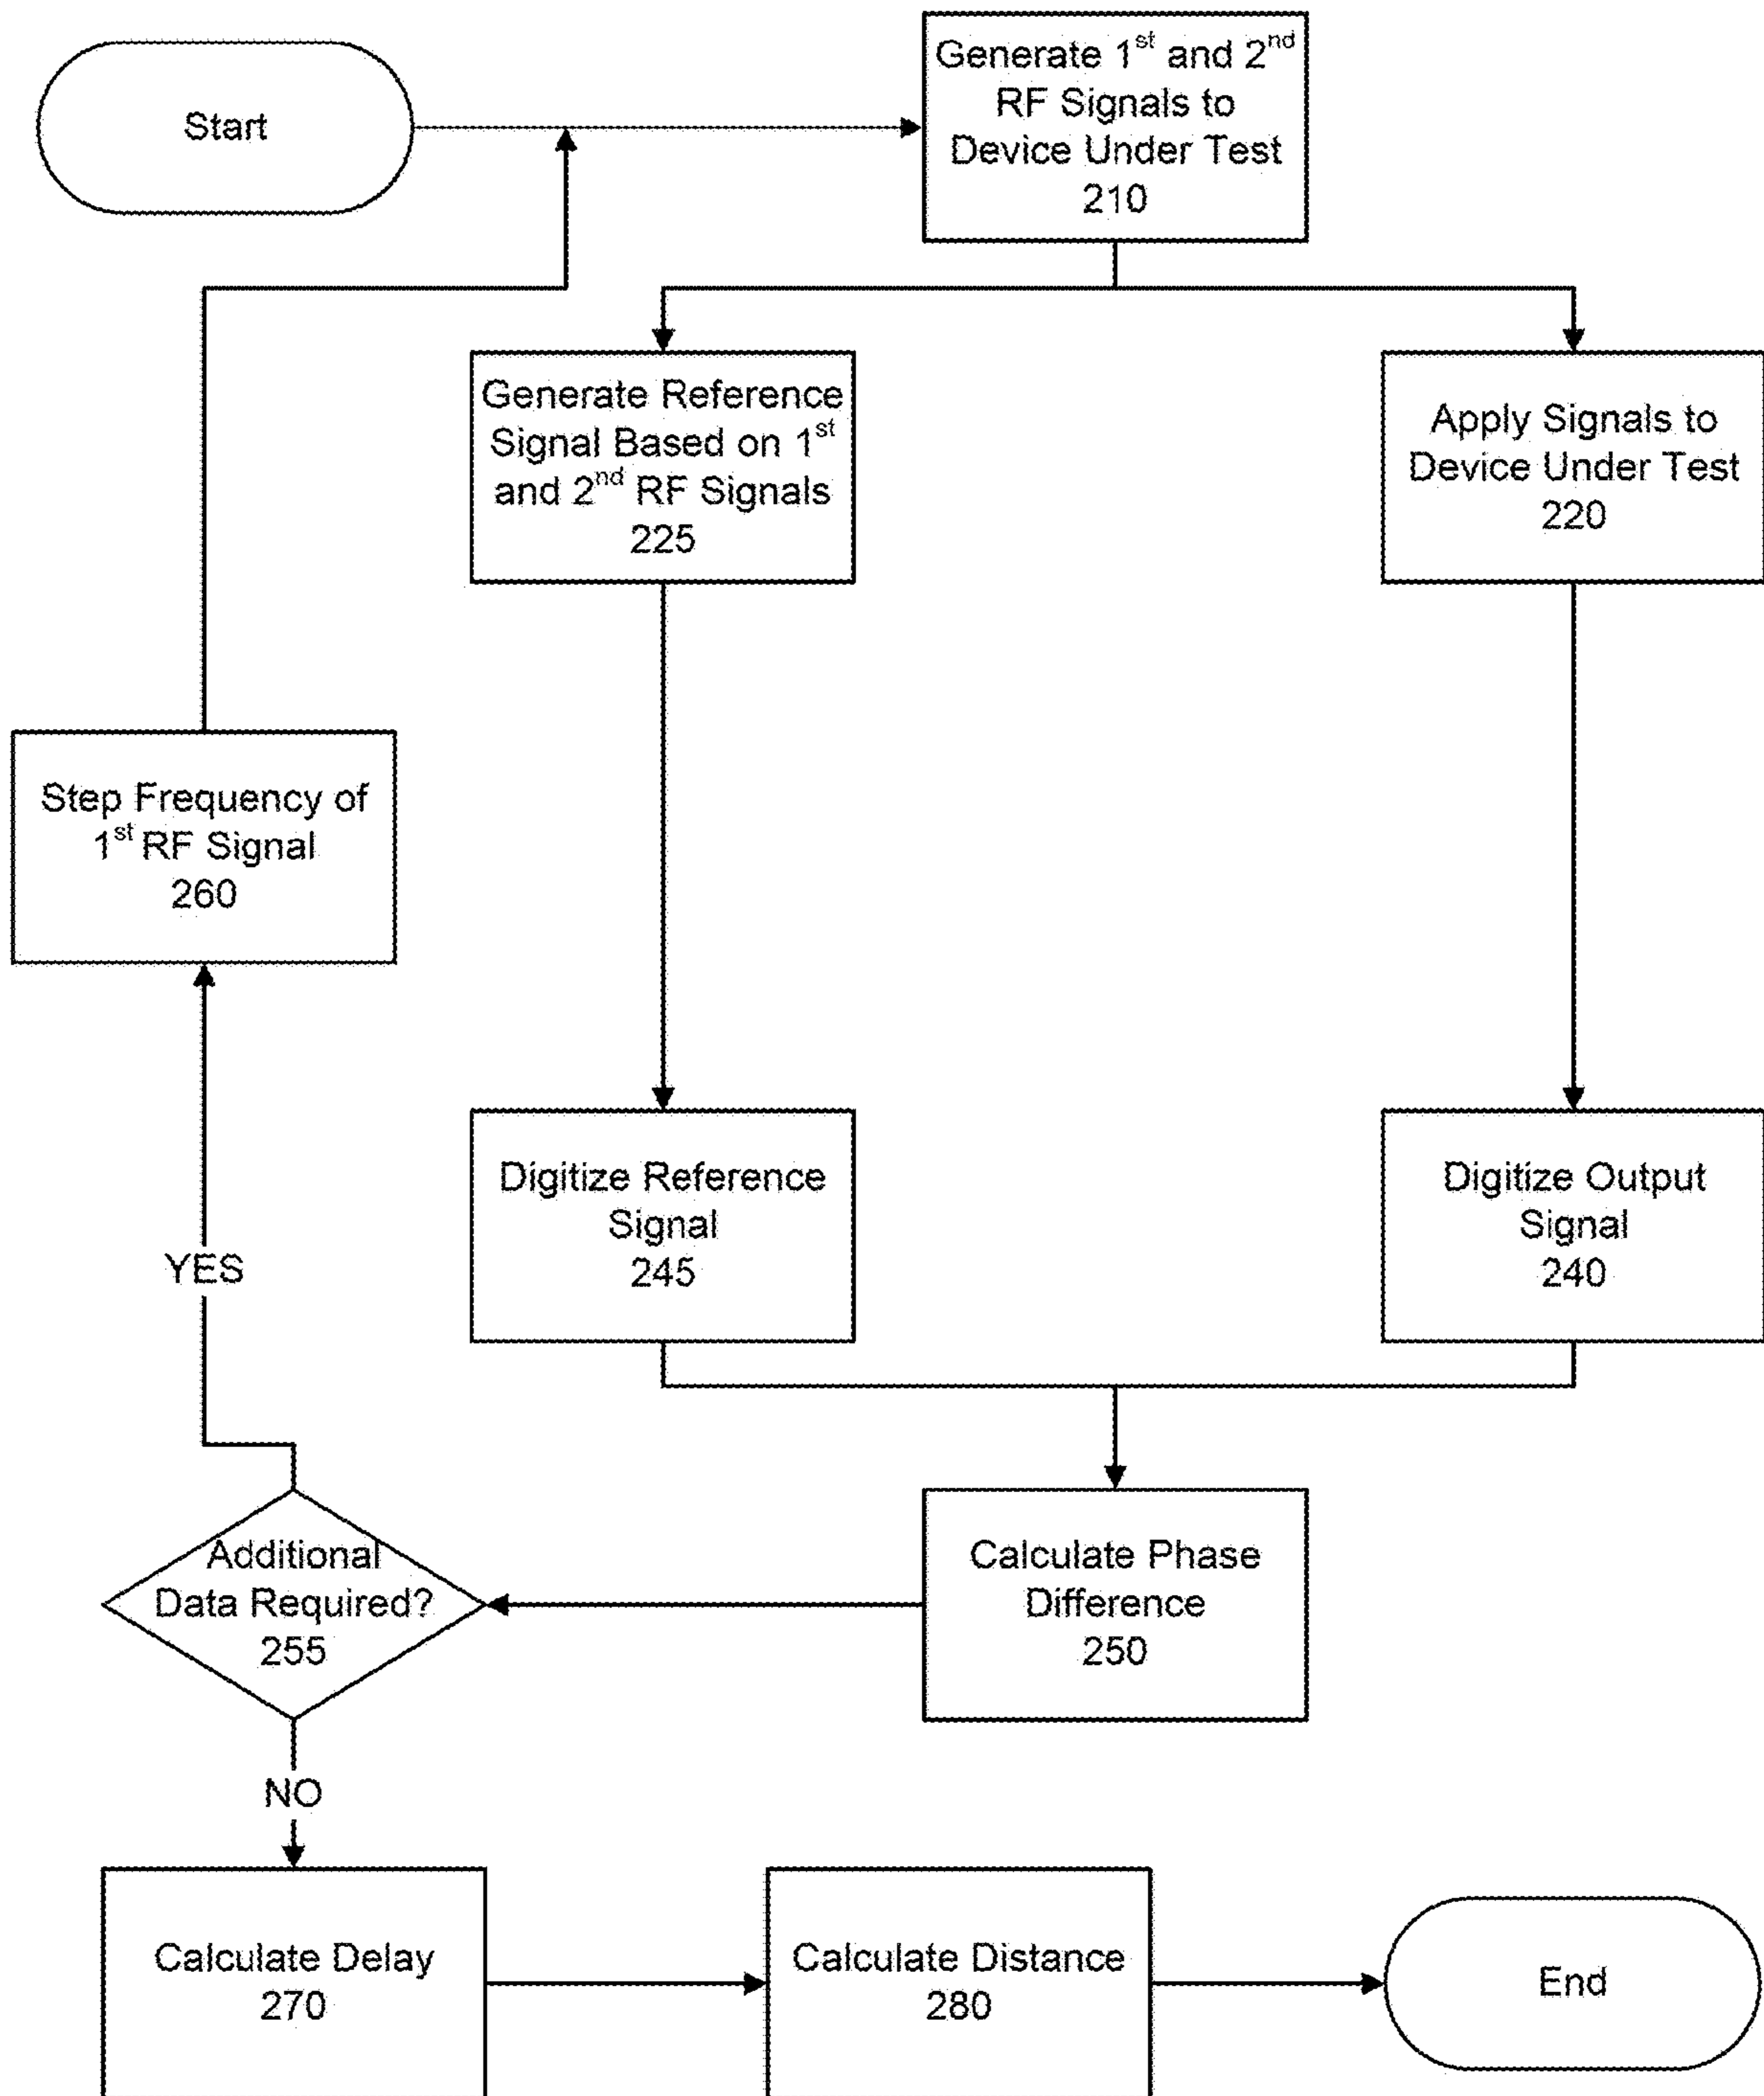 Start
Generate 1st and 2nd
RF Signals to
Device Under Test
210
Generate Reference
Signal Based on 1st
and 2nd RF Signals
225
Apply Signals to
Device Under Test
220
Step Frequency of
1st RF Signal
260
Digitize Reference
Signal
245
Digitize Output
Signal
240
YES
Additional
Data Required?
255
Calculate Phase
Difference
250
NO
Calculate Delay
270
Calculate Distance
280
End